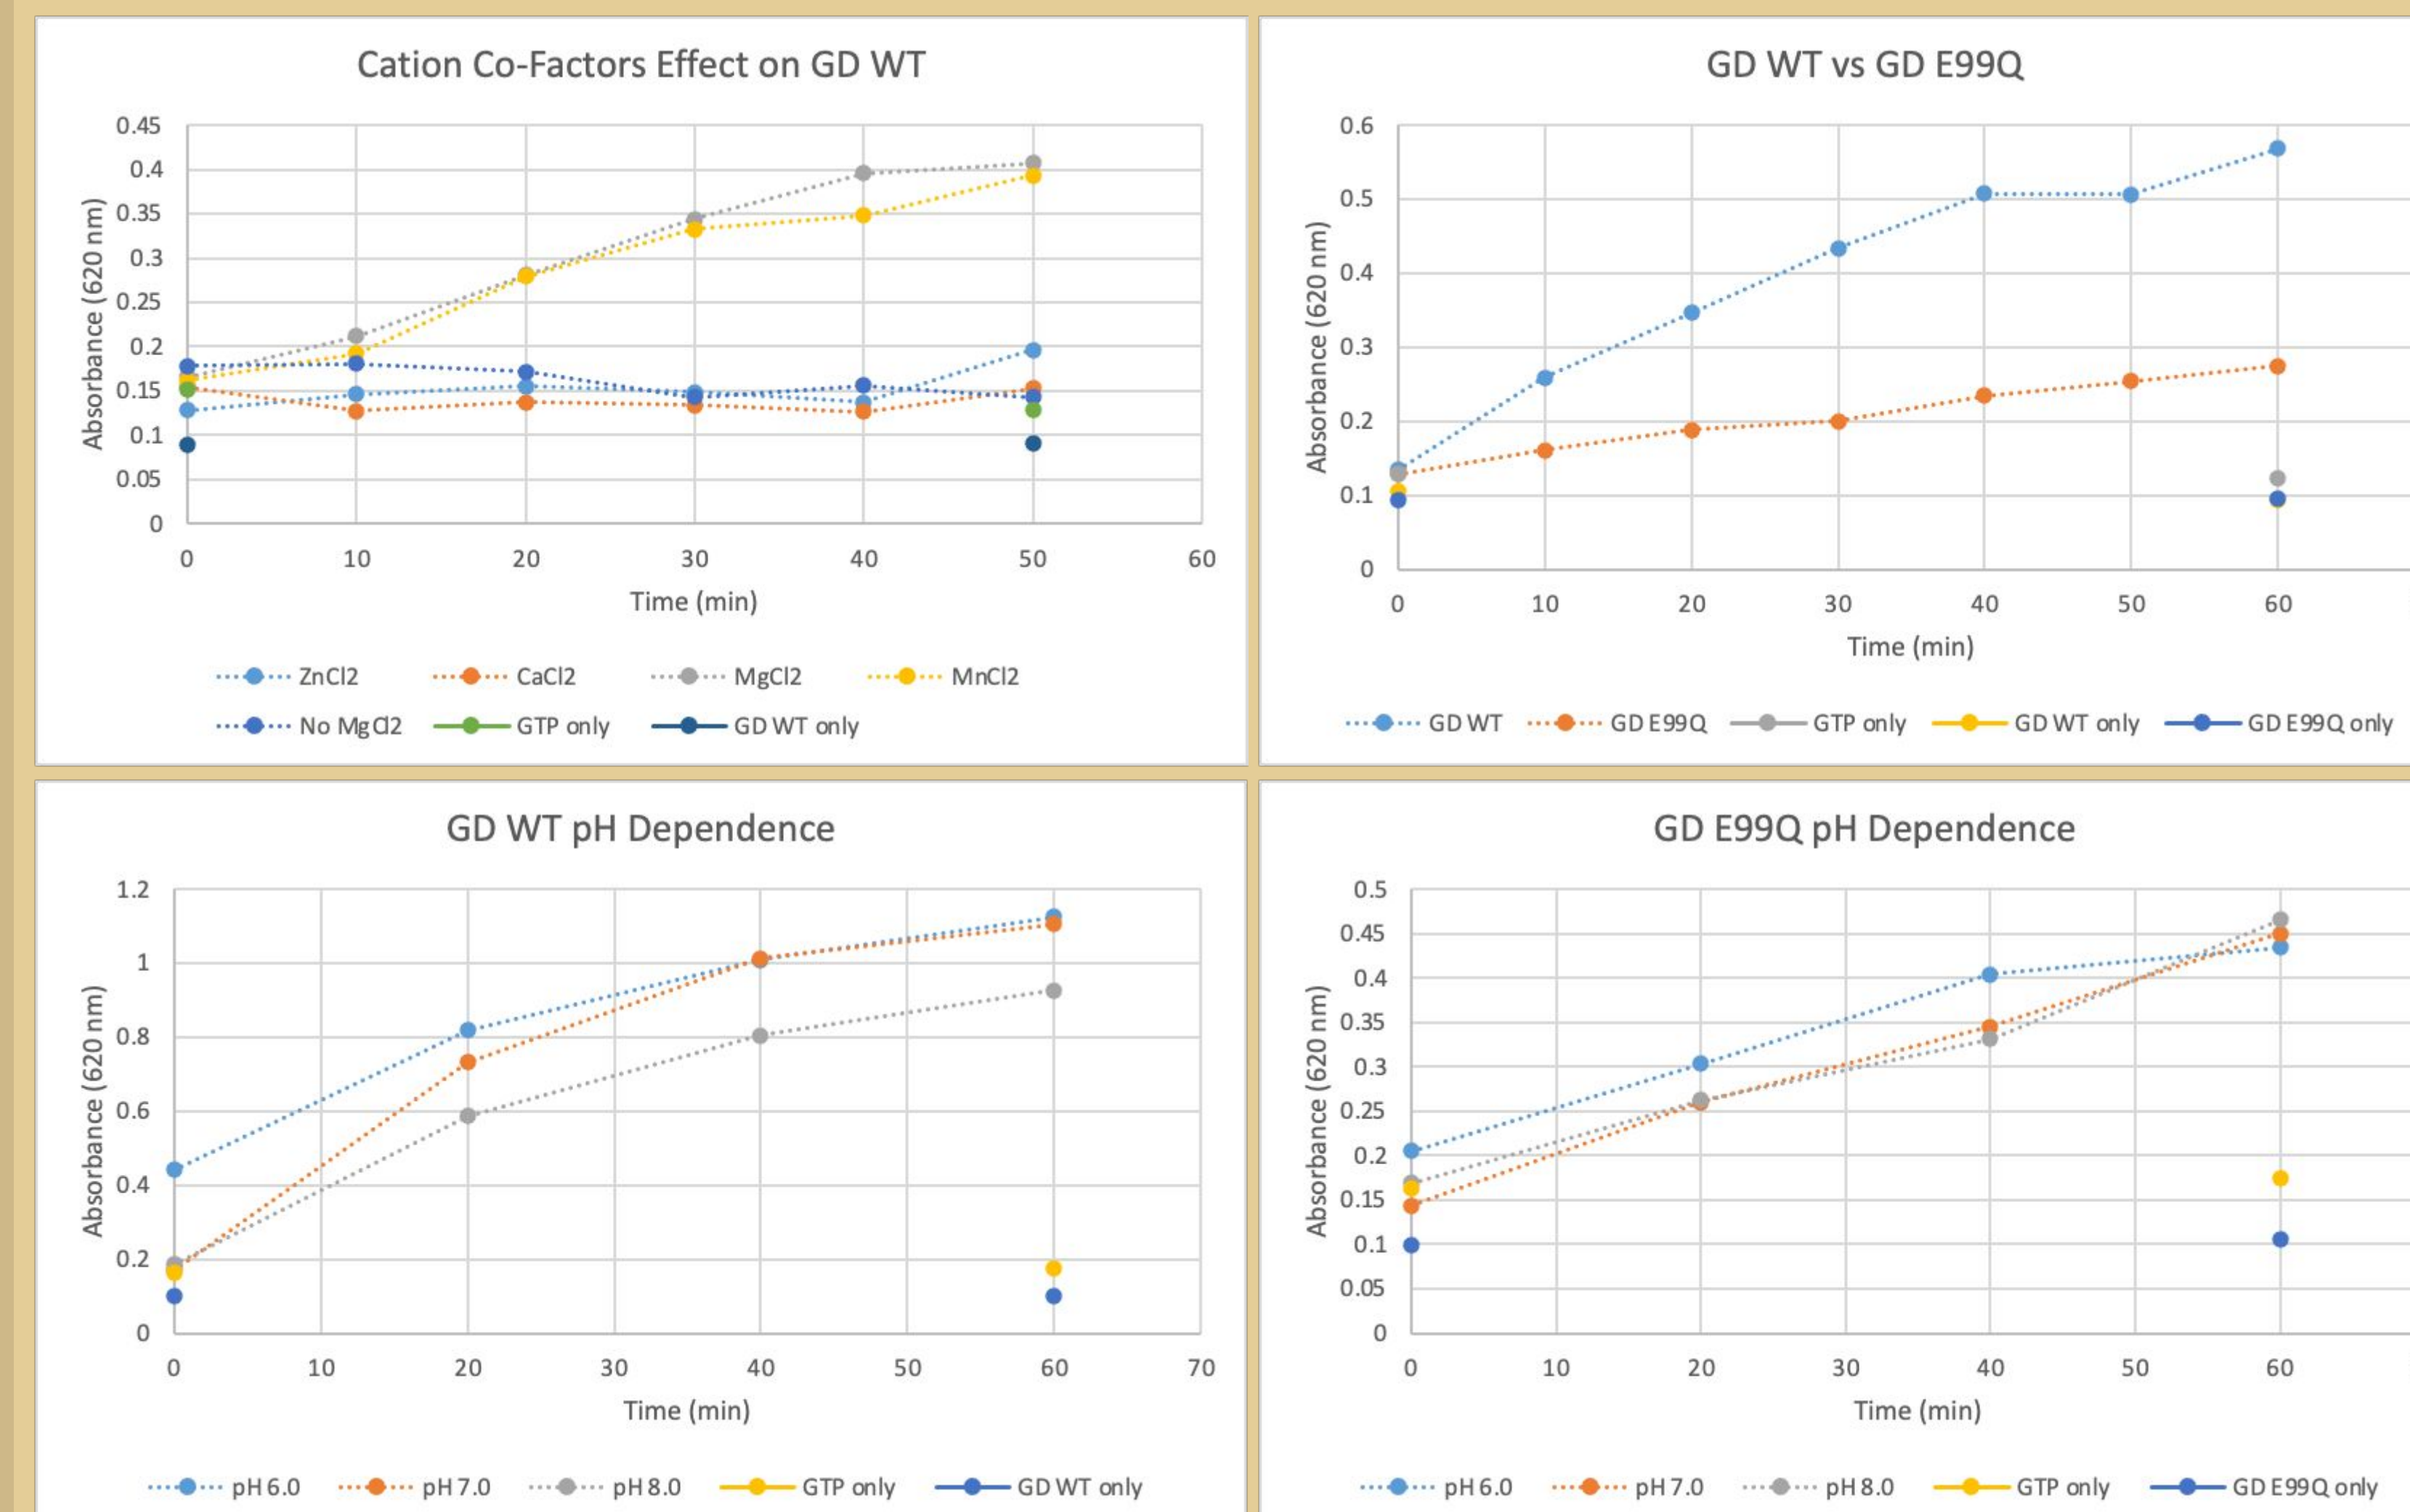 Cation Co-Factors Effect on GD WT
Absorbance (620 nm)
0.45
0.4
0.35
0.3
0.25
0.2
0.15
0.1
0.05
0
0 10 20 30 40 50 60
Time (min)
ZnCl2 CaCl2 MgCl2 MnCl2
No MgCl2 GTP only GD WT only
GD WT vs GD E99Q
Absorbance (620 nm)
0.6
0.5
0.4
0.3
0.2
0.1
0
0 10 20 30 40 50 60
Time (min)
GD WT GD E99Q GTP only GD WT only GD E99Q only
GD WT pH Dependence
Absorbance (620 nm)
1.2
1
0.8
0.6
0.4
0.2
0
0 10 20 30 40 50 60 70
Time (min)
pH 6.0 pH 7.0 pH 8.0 GTP only GD WT only
GD E99Q pH Dependence
Absorbance (620 nm)
0.5
0.45
0.4
0.35
0.3
0.25
0.2
0.15
0.1
0.05
0
0 10 20 30 40 50 60
Time (min)
pH 6.0 pH 7.0 pH 8.0 GTP only GD E99Q only